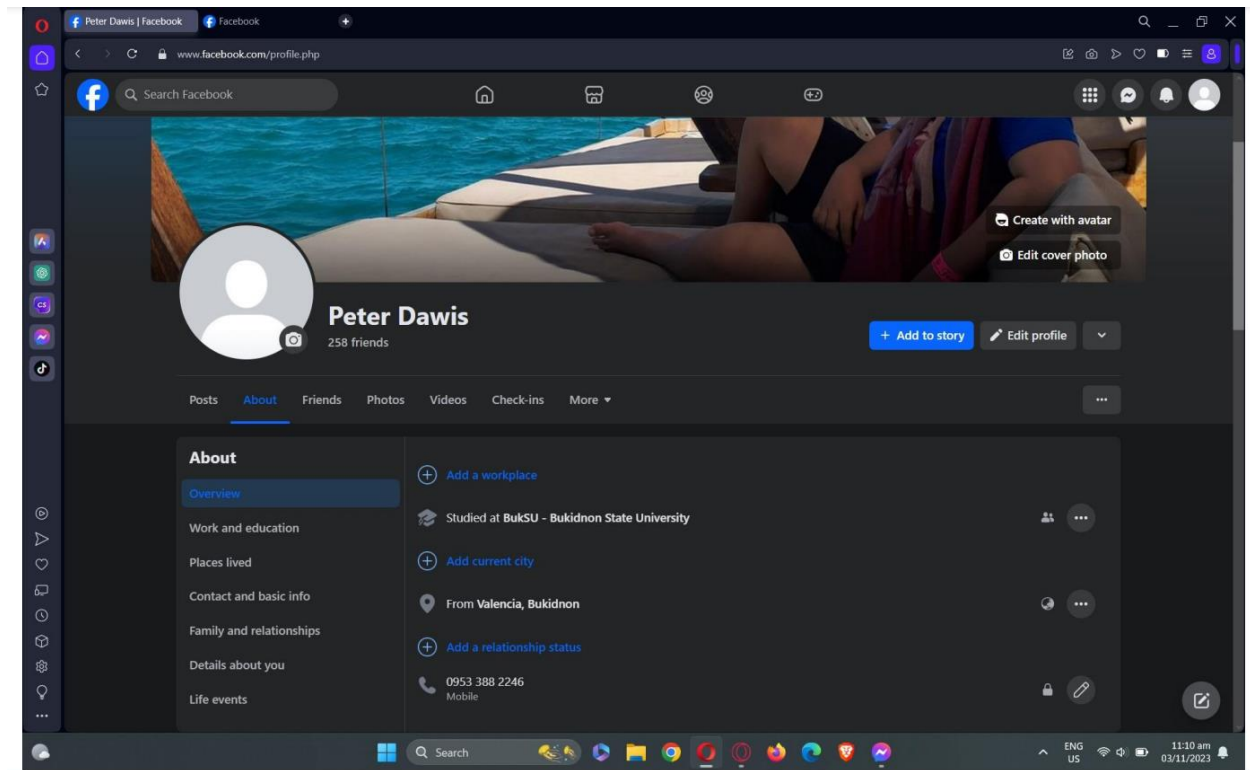 Peter Dawis | Facebook
Facebook
www.facebook.com/profile.php
Search Facebook
Create with avatar
Edit cover photo
Peter Dawis
258 friends
+ Add to story
Edit profile
Posts About Friends Photos Videos Check-ins More
About
Overview
Work and education
Places lived
Contact and basic info
Family and relationships
Details about you
Life events
Add a workplace
Studied at BukSU - Bukidnon State University
Add current city
From Valencia, Bukidnon
Add a relationship status
0953 388 2246
Mobile
CS
Search
ENG
US
11:10 am
03/11/2023